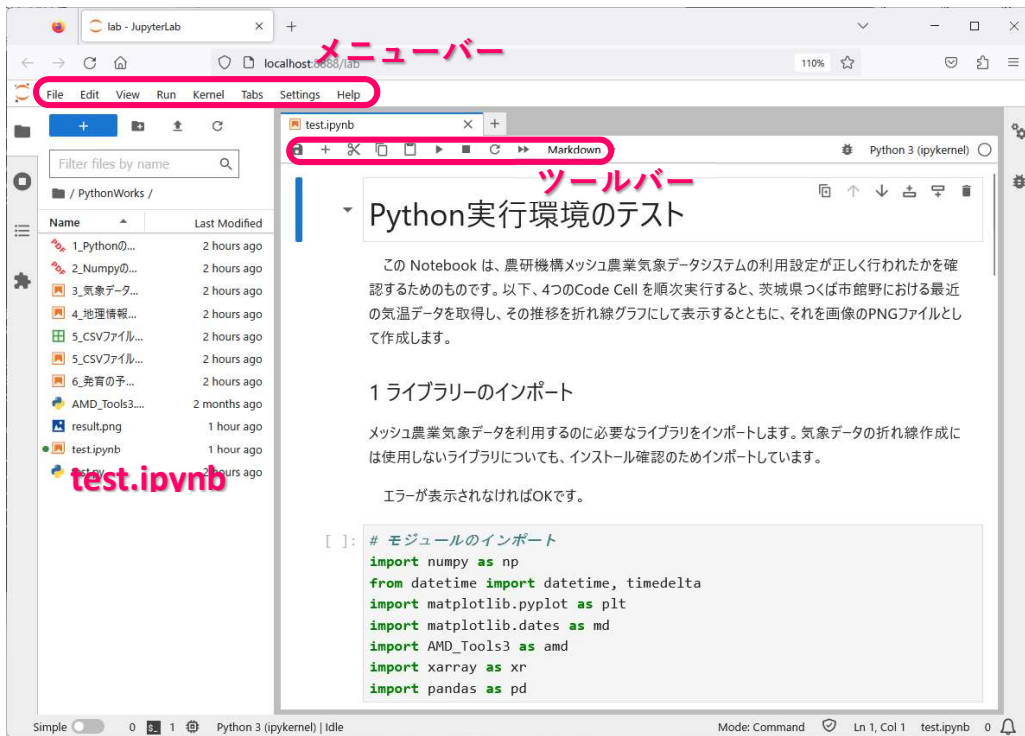 lab - JupyterLab
メニューバー
localhost:8888/lab
110%
File Edit View Run Kernel Tabs Settings Help
test.ipynb
Markdown
Python 3 (ipykernel)
ツールバー
Filter files by name
/ PythonWorks /
Name Last Modified
1_Pythonの... 2 hours ago
2_Numpyの... 2 hours ago
3_気象データ... 2 hours ago
4_地理情報... 2 hours ago
5_CSVファイル... 2 hours ago
5_CSVファイル... 2 hours ago
6_発育の予... 2 hours ago
AMD_Tools3.... 2 months ago
result.png 1 hour ago
test.ipynb 1 hour ago
test.py 2 hours ago
test.ipynb
Python実行環境のテスト
この Notebook は、農研機構メッシュ農業気象データシステムの利用設定が正しく行われたかを確
認するためのものです。以下、4つのCode Cell を順次実行すると、茨城県つくば市館野における最近
の気温データを取得し、その推移を折れ線グラフにして表示するとともに、それを画像のPNGファイルとし
て作成します。
1 ライブラリーのインポート
メッシュ農業気象データを利用するのに必要なライブラリをインポートします。気象データの折れ線作成に
は使用しないライブラリについても、インストール確認のためインポートしています。
エラーが表示されなければOKです。
[ ]: # モジュールのインポート
import numpy as np
from datetime import datetime, timedelta
import matplotlib.pyplot as plt
import matplotlib.dates as md
import AMD_Tools3 as amd
import xarray as xr
import pandas as pd
Simple 0 1 Python 3 (ipykernel) | Idle Mode: Command Ln 1, Col 1 test.ipynb 0